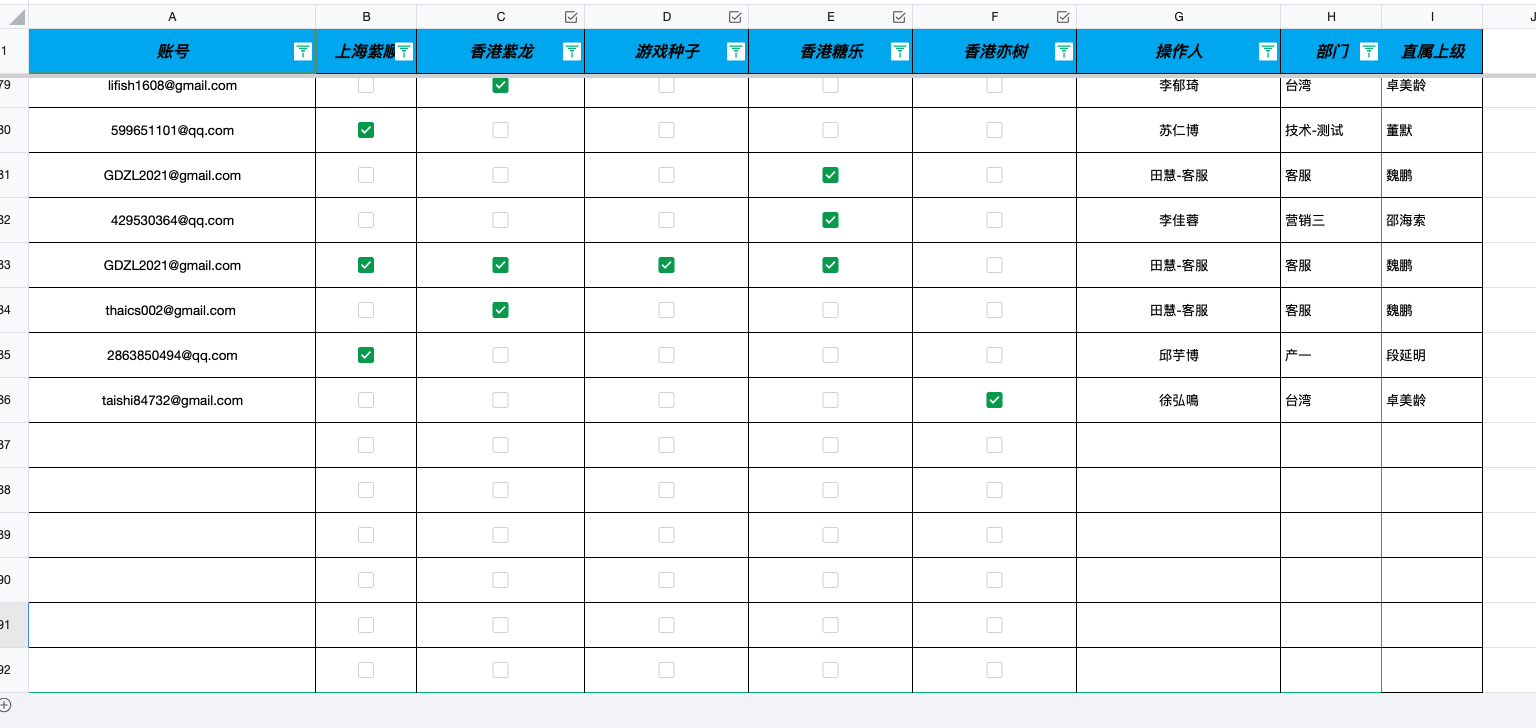 A B C D E F G H I
1 账号 上海紫 香港紫龙 游戏种子 香港糖乐 香港亦树 操作人 部门 直属上级
79 lifish1608@gmail.com 李郁琦 台湾 卓美龄
80 599651101@qq.com 苏仁博 技术-测试 董默
81 GDZL2021@gmail.com 田慧-客服 客服 魏鹏
82 429530364@qq.com 李佳蓉 营销三 邵海索
83 GDZL2021@gmail.com 田慧-客服 客服 魏鹏
84 thaics002@gmail.com 田慧-客服 客服 魏鹏
85 2863850494@qq.com 邱芋博 产一 段延明
86 taishi84732@gmail.com 徐弘鳴 台湾 卓美龄
87
88
89
90
91
92